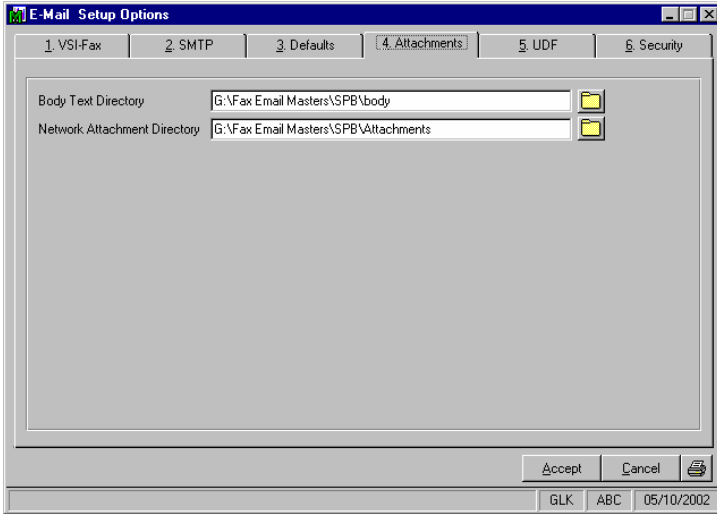 E-Mail Setup Options
1. VSI-Fax 2. SMTP 3. Defaults 4. Attachments 5. UDF 6. Security
Body Text Directory G:\Fax Email Masters\SPB\body
Network Attachment Directory G:\Fax Email Masters\SPB\Attachments
Accept Cancel
GLK ABC 05/10/2002